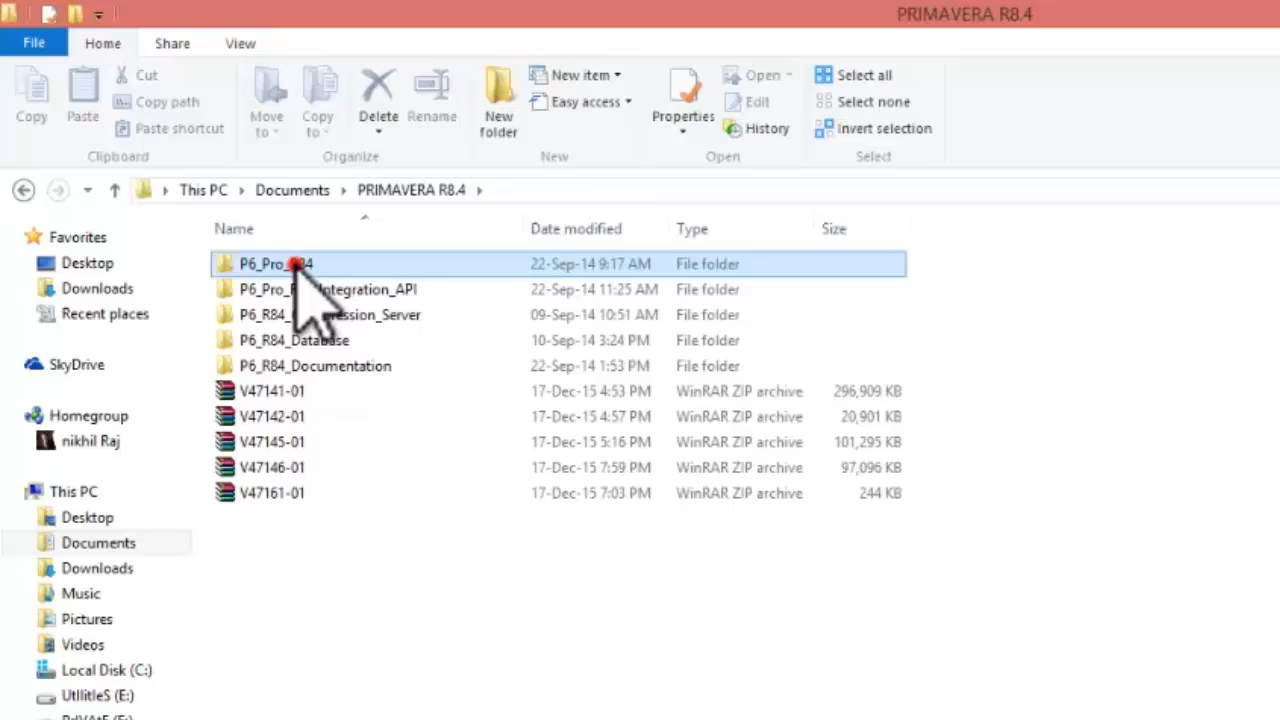 PRIMAVERA R8.4
File Home Share View
Copy Paste Cut Copy path Paste shortcut Clipboard
Move to Copy to Delete Rename Organize
New folder New item Easy access New
Properties Open Edit History Open
Select all Select none Invert selection Select
This PC Documents PRIMAVERA R8.4
Name Date modified Type Size
P6_Pro_ 84 22-Sep-14 9:17 AM File folder
P6_Pro_ Integration_API 22-Sep-14 11:25 AM File folder
P6_R84_ ression_Server 09-Sep-14 10:51 AM File folder
P6_R84_Database 10-Sep-14 3:24 PM File folder
P6_R84_Documentation 22-Sep-14 1:53 PM File folder
V47141-01 17-Dec-15 4:53 PM WinRAR ZIP archive 296,909 KB
V47142-01 17-Dec-15 4:57 PM WinRAR ZIP archive 20,901 KB
V47145-01 17-Dec-15 5:16 PM WinRAR ZIP archive 101,295 KB
V47146-01 17-Dec-15 7:59 PM WinRAR ZIP archive 97,096 KB
V47161-01 17-Dec-15 7:03 PM WinRAR ZIP archive 244 KB
Favorites
Desktop
Downloads
Recent places
SkyDrive
Homegroup
nikhil Raj
This PC
Desktop
Documents
Downloads
Music
Pictures
Videos
Local Disk (C:)
UtIlitleS (E:)